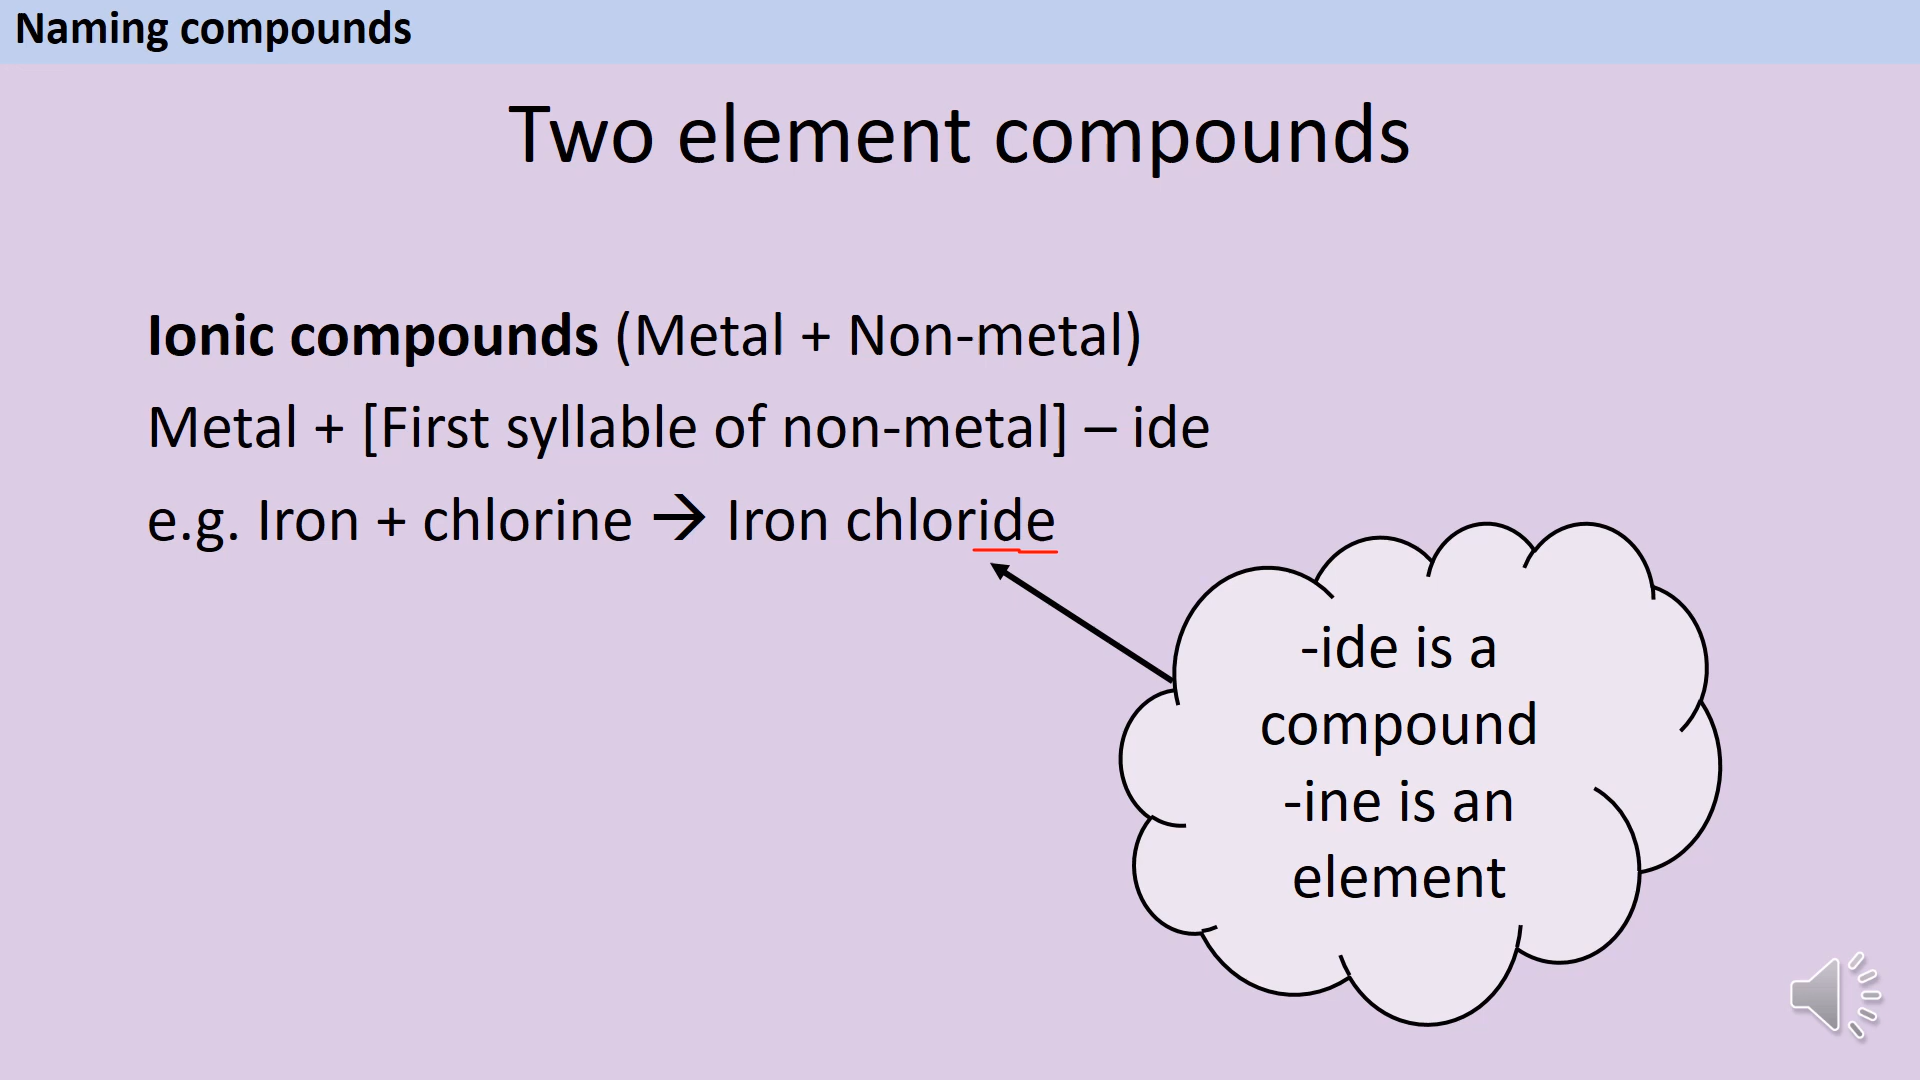 Naming compounds
Two element compounds
Ionic compounds (Metal + Non-metal)
Metal + [First syllable of non-metal] – ide
e.g. Iron + chlorine → Iron chloride
-ide is a
compound
-ine is an
element